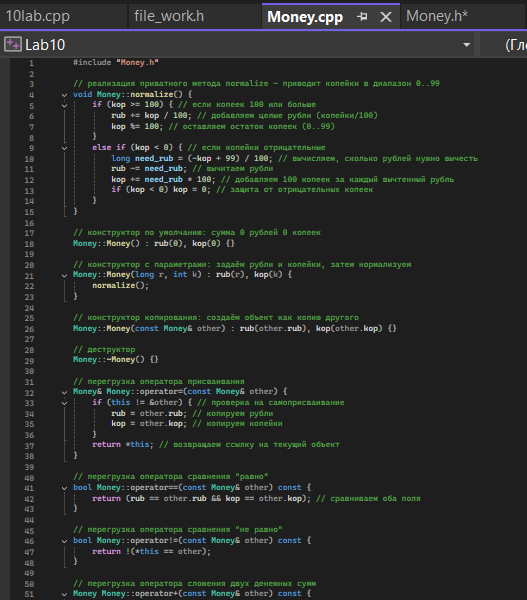 10lab.cpp file_work.h Money.cpp Money.h*
Lab10 (Гло
1 #include "Money.h"
2
3 // реализация приватного метода normalize - приводит копейки в диапазон 0..99
4 void Money::normalize() {
5 if (kop >= 100) { // если копеек 100 или больше
6 rub += kop / 100; // добавляем целые рубли (копейки/100)
7 kop %= 100; // оставляем остаток копеек (0..99)
8 }
9 else if (kop < 0) { // если копейки отрицательные
10 long need_rub = (-kop + 99) / 100; // вычисляем, сколько рублей нужно вычесть
11 rub -= need_rub; // вычитаем рубли
12 kop += need_rub * 100; // добавляем 100 копеек за каждый вычтенный рубль
13 if (kop < 0) kop = 0; // защита от отрицательных копеек
14 }
15 }
16
17 // конструктор по умолчанию: сумма 0 рублей 0 копеек
18 Money::Money() : rub(0), kop(0) {}
19
20 // конструктор с параметрами: задаём рубли и копейки, затем нормализуем
21 Money::Money(long r, int k) : rub(r), kop(k) {
22 normalize();
23 }
24
25 // конструктор копирования: создаём объект как копию другого
26 Money::Money(const Money& other) : rub(other.rub), kop(other.kop) {}
27
28 // деструктор
29 Money::~Money() {}
30
31 // перегрузка оператора присваивания
32 Money& Money::operator=(const Money& other) {
33 if (this != &other) { // проверка на самоприсваивание
34 rub = other.rub; // копируем рубли
35 kop = other.kop; // копируем копейки
36 }
37 return *this; // возвращаем ссылку на текущий объект
38 }
39
40 // перегрузка оператора сравнения "равно"
41 bool Money::operator==(const Money& other) const {
42 return (rub == other.rub && kop == other.kop); // сравниваем оба поля
43 }
44
45 // перегрузка оператора сравнения "не равно"
46 bool Money::operator!=(const Money& other) const {
47 return !(*this == other);
48 }
49
50 // перегрузка оператора сложения двух денежных сумм
51 Money Money::operator+(const Money& other) const {